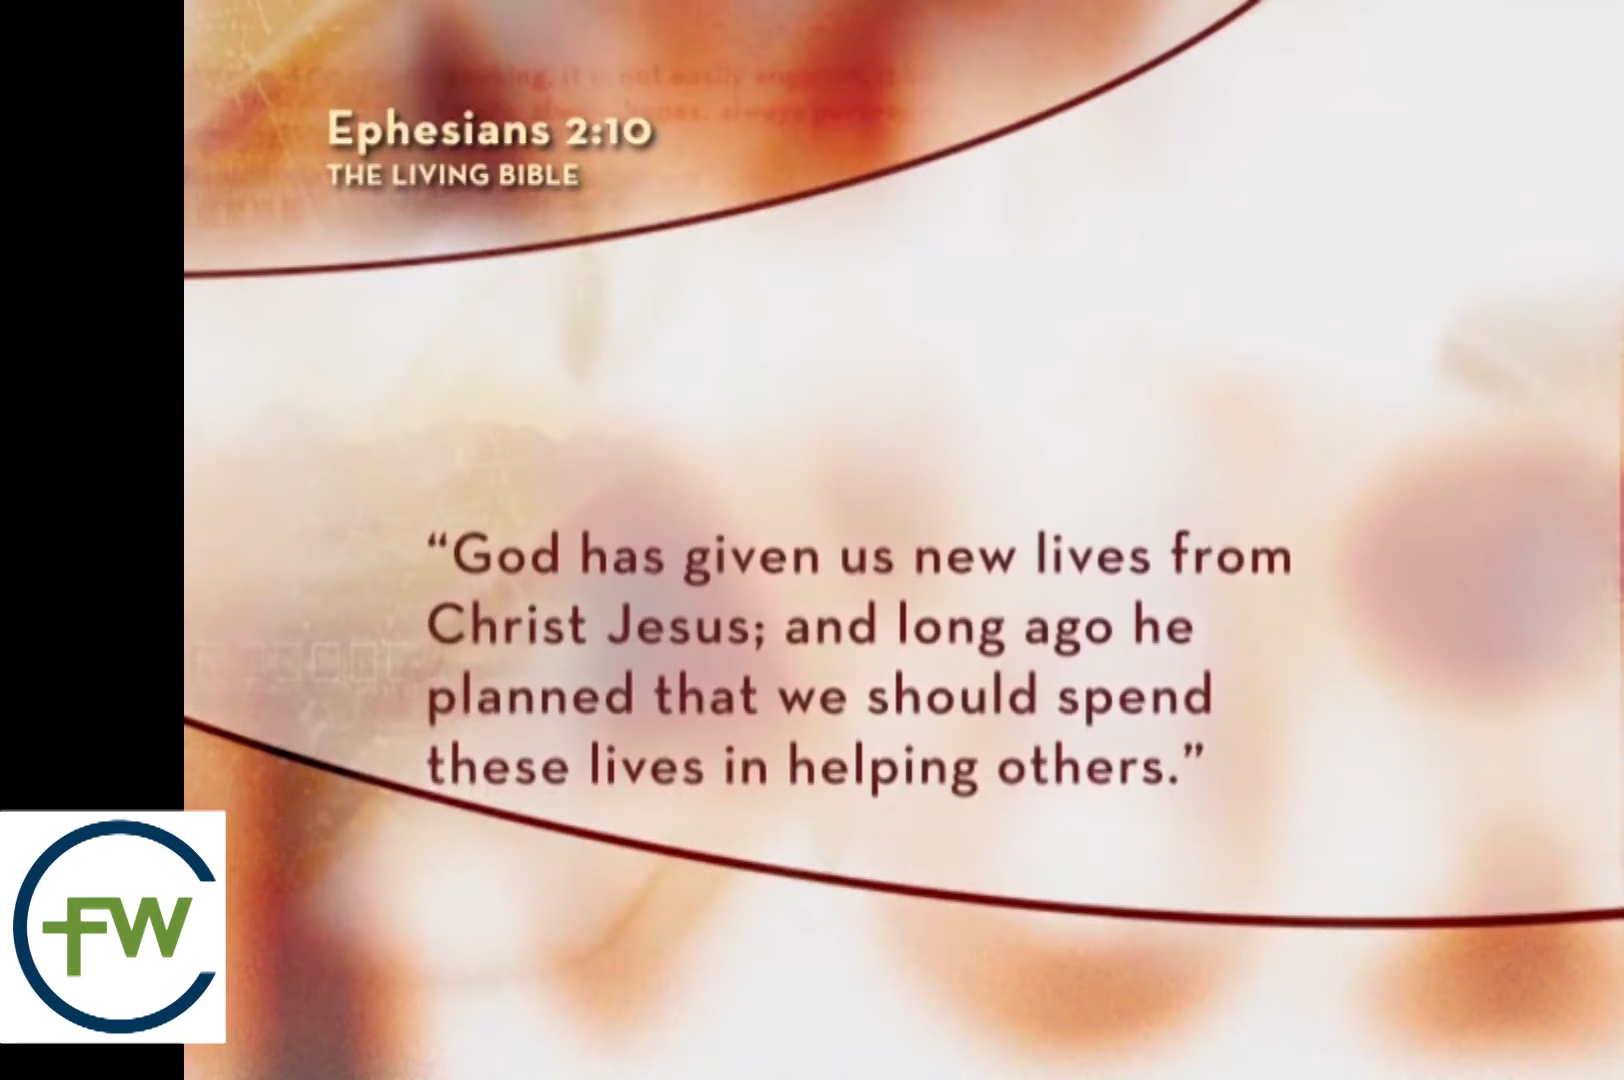 Ephesians 2:10
THE LIVING BIBLE
“God has given us new lives from
Christ Jesus; and long ago he
planned that we should spend
these lives in helping others.”
CFW